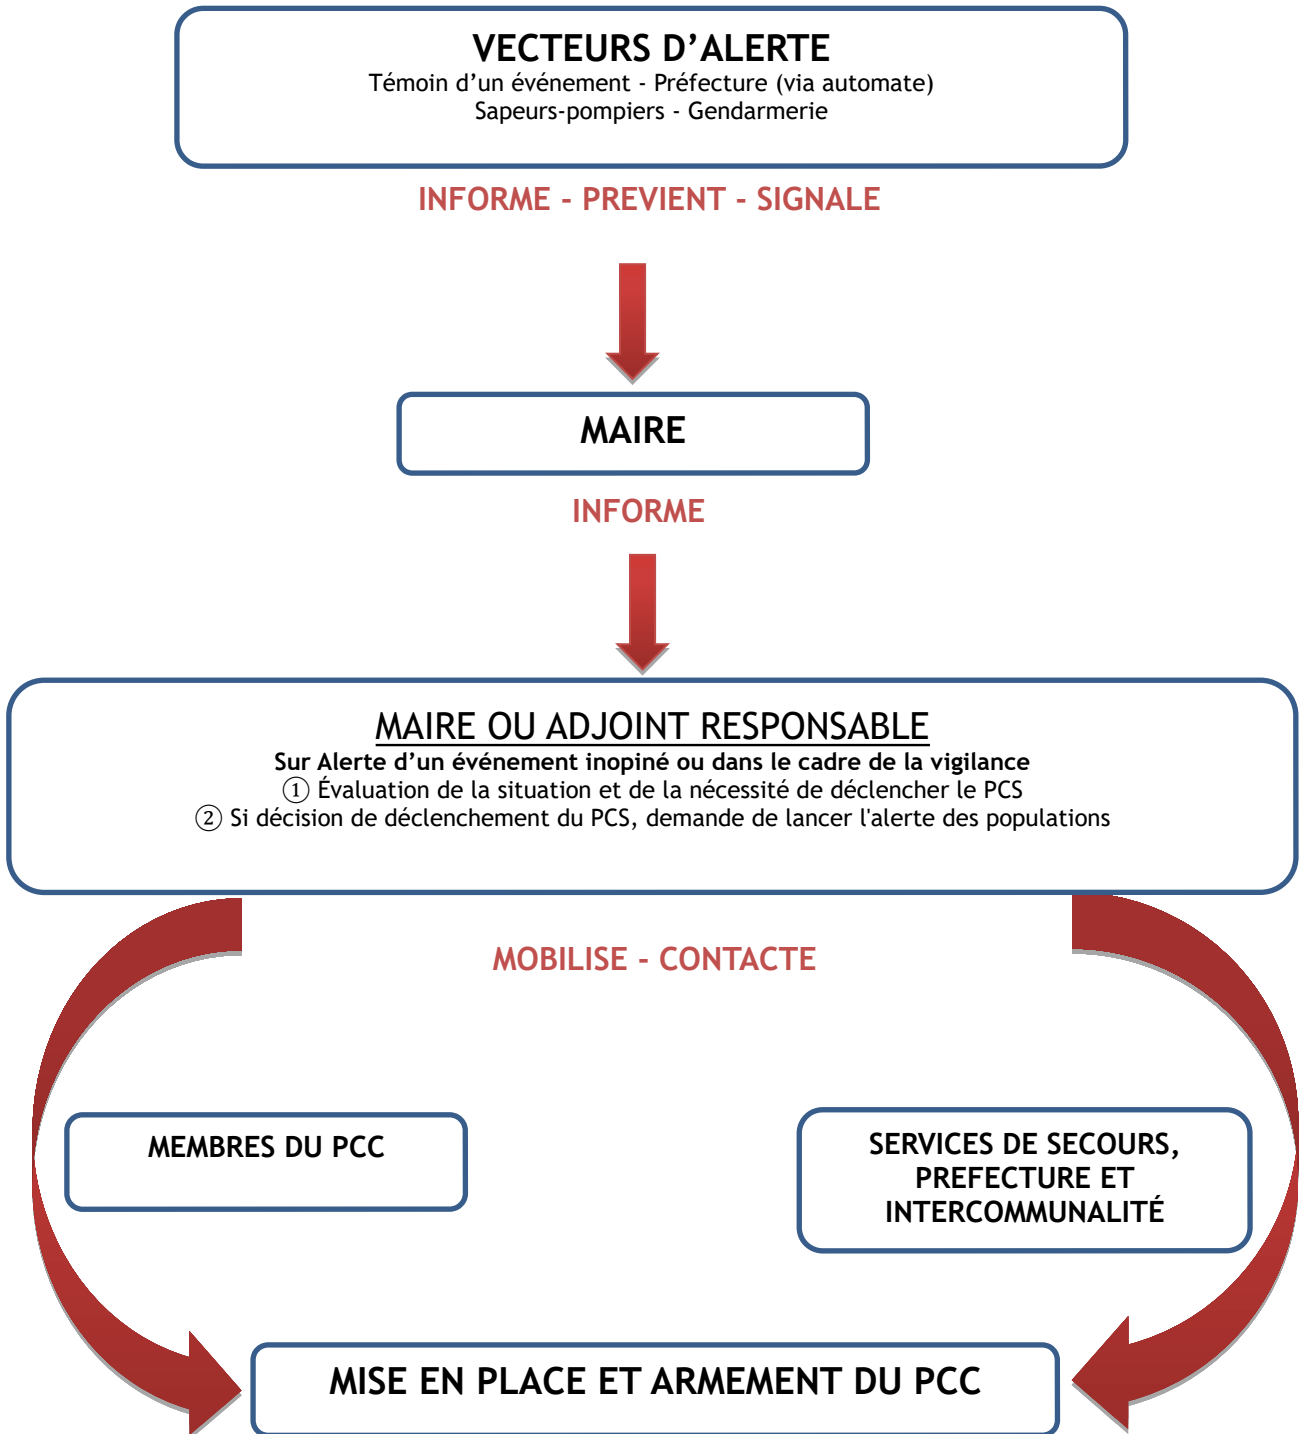 VECTEURS D’ALERTE
Témoin d’un événement - Préfecture (via automate)
Sapeurs-pompiers - Gendarmerie
INFORME - PREVIENT - SIGNALE
MAIRE
INFORME
MAIRE OU ADJOINT RESPONSABLE
Sur Alerte d’un événement inopiné ou dans le cadre de la vigilance
① Évaluation de la situation et de la nécessité de déclencher le PCS
② Si décision de déclenchement du PCS, demande de lancer l'alerte des populations
MOBILISE - CONTACTE
MEMBRES DU PCC
SERVICES DE SECOURS,
PREFECTURE ET
INTERCOMMUNALITÉ
MISE EN PLACE ET ARMEMENT DU PCC